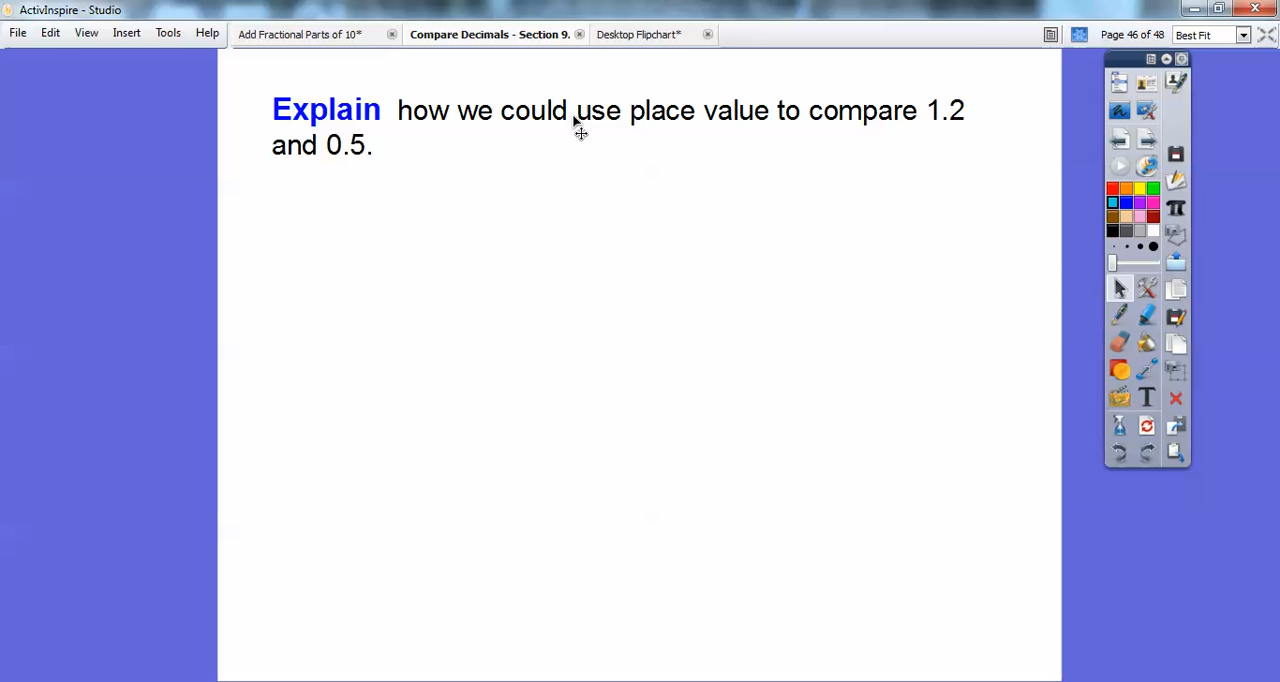 ActivInspire - Studio
File Edit View Insert Tools Help Add Fractional Parts of 10* Compare Decimals - Section 9. Desktop Flipchart* Page 46 of 48 Best Fit
Explain how we could use place value to compare 1.2
and 0.5.
T